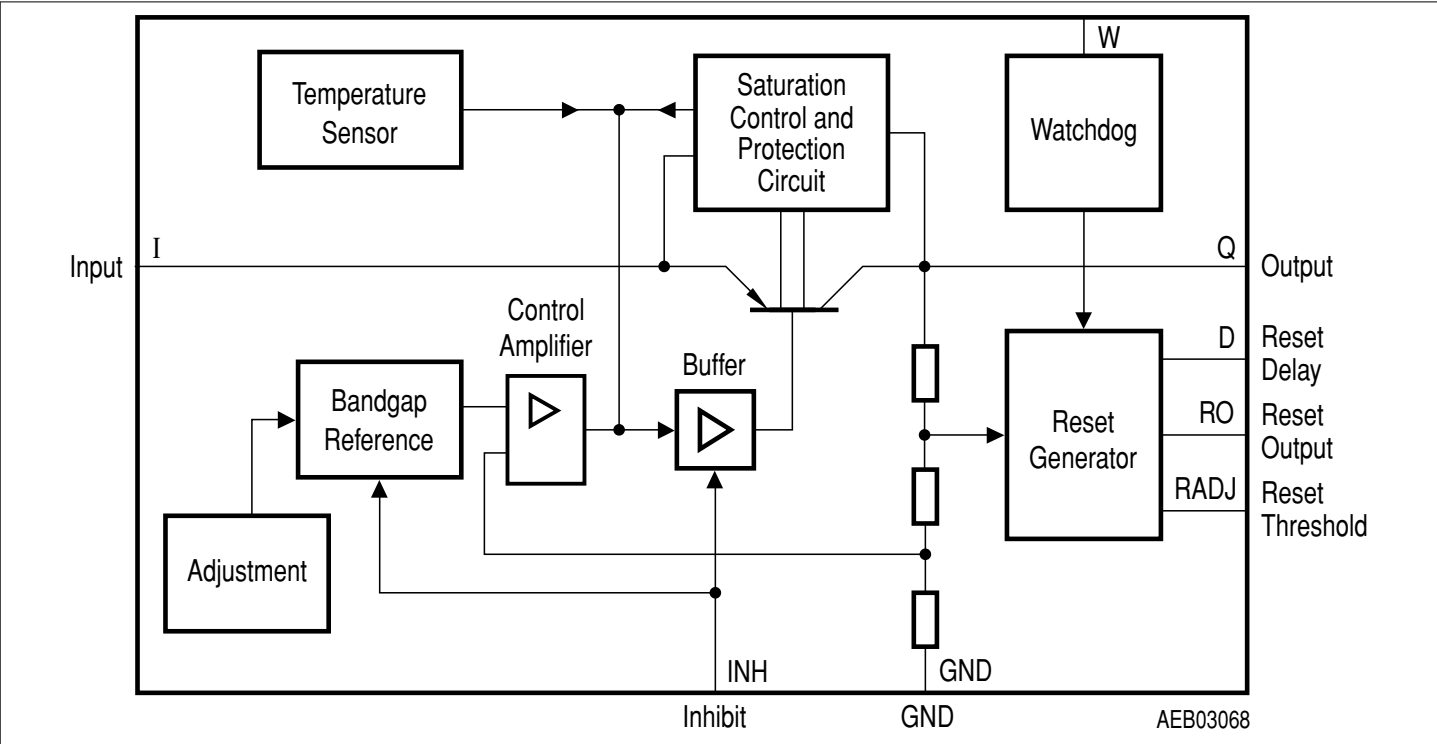 W
Temperature
Sensor
Saturation
Control and
Protection
Circuit
Watchdog
Input
I
Q
Output
Control
Amplifier
Buffer
Bandgap
Reference
Reset
Generator
D
Reset
Delay
RO
Reset
Output
RADJ
Reset
Threshold
Adjustment
INH
GND
Inhibit
GND
AEB03068